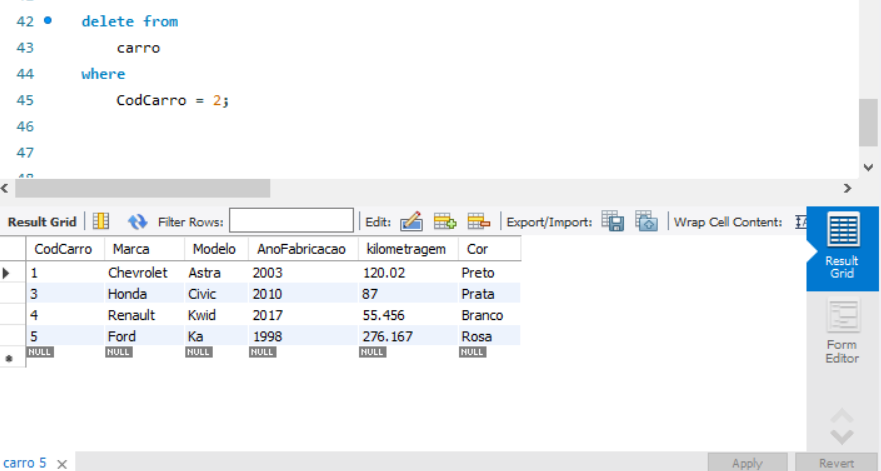 42 delete from
43 carro
44 where
45 CodCarro = 2;
46
47
Result Grid Filter Rows: Edit: Export/Import: Wrap Cell Content:
CodCarro Marca Modelo AnoFabricacao kilometragem Cor
1 Chevrolet Astra 2003 120.02 Preto
3 Honda Civic 2010 87 Prata
4 Renault Kwid 2017 55.456 Branco
5 Ford Ka 1998 276.167 Rosa
NULL NULL NULL NULL NULL NULL
Result
Grid
Form
Editor
carro 5 Apply Revert